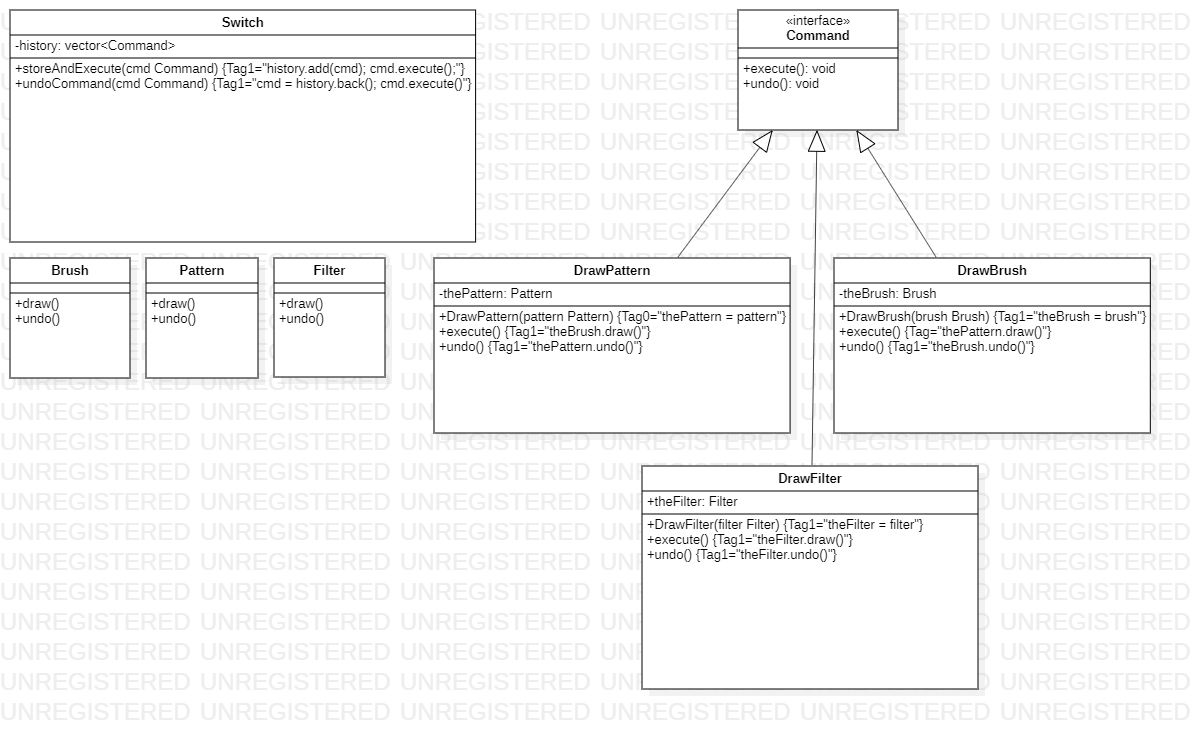 Switch
-history: vector<Command>
+storeAndExecute(cmd Command) {Tag1="history.add(cmd); cmd.execute();"}
+undoCommand(cmd Command) {Tag1="cmd = history.back(); cmd.execute()"}
«interface»
Command
+execute(): void
+undo(): void
Brush
+draw()
+undo()
Pattern
+draw()
+undo()
Filter
+draw()
+undo()
DrawPattern
-thePattern: Pattern
+DrawPattern(pattern Pattern) {Tag0="thePattern = pattern"}
+execute() {Tag1="theBrush.draw()"}
+undo() {Tag1="thePattern.undo()"}
DrawBrush
-theBrush: Brush
+DrawBrush(brush Brush) {Tag1="theBrush = brush"}
+execute() {Tag="thePattern.draw()"}
+undo() {Tag1="theBrush.undo()"}
DrawFilter
+theFilter: Filter
+DrawFilter(filter Filter) {Tag1="theFilter = filter"}
+execute() {Tag1="theFilter.draw()"}
+undo() {Tag1="theFilter.undo()"}
UNREGISTERED UNREGISTERED UNREGISTERED UNREGISTERED UNREGISTERED UNREGISTERED